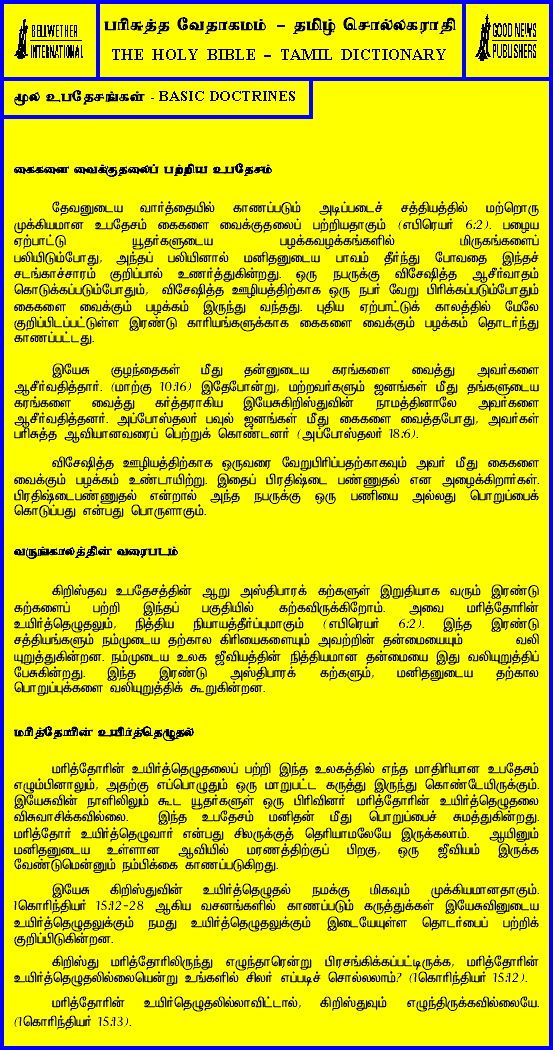 BELLWETHER
INTERNATIONAL
பரிசுத்த வேதாகமம் – தமிழ் சொல்லகராதி
THE HOLY BIBLE – TAMIL DICTIONARY
GOOD NEWS
PUBLISHERS
மூல உபதேசங்கள் - BASIC DOCTRINES
கைகளை வைக்குதலைப் பற்றிய உபதேசம்
தேவனுடைய வார்த்தையில் காணப்படும் அடிப்படைச் சத்தியத்தில் மற்றொரு
முக்கியமான உபதேசம் கைகளை வைக்குதலைப் பற்றியதாகும் (எபிரெயர் 6:2). பழைய
ஏற்பாட்டு யூதர்களுடைய பழக்கவழக்கங்களில் மிருகங்களைப்
பலியிடும்போது, அந்தப் பலியினால் மனிதனுடைய பாவம் தீர்ந்து போவதை இந்தச்
சடங்காச்சாரம் குறிப்பால் உணர்த்துகின்றது. ஒரு நபருக்கு விசேஷித்த ஆசீர்வாதம்
கொடுக்கப்படும்போதும், விசேஷித்த ஊழியத்திற்காக ஒரு நபர் வேறு பிரிக்கப்படும்போதும்
கைகளை வைக்கும் பழக்கம் இருந்து வந்தது. புதிய ஏற்பாட்டுக் காலத்தில் மேலே
குறிப்பிடப்பட்டுள்ள இரண்டு காரியங்களுக்காக கைகளை வைக்கும் பழக்கம் தொடர்ந்து
காணப்பட்டது.
இயேசு குழந்தைகள் மீது தன்னுடைய கரங்களை வைத்து அவர்களை
ஆசீர்வதித்தார். (மாற்கு 10:16) இதேபோன்று, மற்றவர்களும் ஜனங்கள் மீது தங்களுடைய
கரங்களை வைத்து கர்த்தராகிய இயேசுகிறிஸ்துவின் நாமத்தினாலே அவர்களை
ஆசீர்வதித்தனர். அப்போஸ்தலர் பவுல் ஜனங்கள் மீது கைகளை வைத்தபோது, அவர்கள்
பரிசுத்த ஆவியானவரைப் பெற்றுக் கொண்டனர் (அப்போஸ்தலர் 18:6).
விசேஷித்த ஊழியத்திற்காக ஒருவரை வேறுபிரிப்பதற்காகவும் அவர் மீது கைகளை
வைக்கும் பழக்கம் உண்டாயிற்று. இதைப் பிரதிஷ்டை பண்ணுதல் என அழைக்கிறார்கள்.
பிரதிஷ்டைபண்ணுதல் என்றால் அந்த நபருக்கு ஒரு பணியை அல்லது பொறுப்பைக்
கொடுப்பது என்பது பொருளாகும்.
வருங்காலத்தின் வரைபடம்
கிறிஸ்தவ உபதேசத்தின் ஆறு அஸ்திபாரக் கற்களுள் இறுதியாக வரும் இரண்டு
கற்களைப் பற்றி இந்தப் பகுதியில் கற்கவிருக்கிறோம். அவை மரித்தோரின்
உயிர்த்தெழுதலும், நித்திய நியாயத்தீர்ப்புமாகும் (எபிரெயர் 6:2). இந்த இரண்டு
சத்தியங்களும் நம்முடைய தற்கால கிரியைகளையும் அவற்றின் தன்மையையும் வலி
யுறுத்துகின்றன. நம்முடைய உலக ஜீவியத்தின் நித்தியமான தன்மையை இது வலியுறுத்திப்
பேசுகின்றது. இந்த இரண்டு அஸ்திபாரக் கற்களும், மனிதனுடைய தற்கால
பொறுப்புக்களை வலியுறுத்திக் கூறுகின்றன.
மரித்தோரின் உயிர்த்தெழுதல்
மரித்தோரின் உயிர்த்தெழுதலைப் பற்றி இந்த உலகத்தில் எந்த மாதிரியான உபதேசம்
எழும்பினாலும், அதற்கு எப்பொழுதும் ஒரு மாறுபட்ட கருத்து இருந்து கொண்டேயிருக்கும்.
இயேசுவின் நாளிலிலும் கூட யூதர்களுள் ஒரு பிரிவினர் மரித்தோரின் உயிர்த்தெழுதலை
விசுவாசிக்கவில்லை. இந்த உபதேசம் மனிதன் மீது பொறுப்பைச் சுமத்துகின்றது.
மரித்தோர் உயிர்த்தெழுவார் என்பது சிலருக்குத் தெரியாமலேயே இருக்கலாம். ஆயினும்
மனிதனுடைய உள்ளான ஆவியில் மரணத்திற்குப் பிறகு, ஒரு ஜீவியம் இருக்க
வேண்டுமென்னும் நம்பிக்கை காணப்படுகிறது.
இயேசு கிறிஸ்துவின் உயிர்த்தெழுதல் நமக்கு மிகவும் முக்கியமானதாகும்.
1கொரிந்தியர் 15:12-28 ஆகிய வசனங்களில் காணப்படும் கருத்துக்கள் இயேசுவினுடைய
உயிர்த்தெழுதலுக்கும் நமது உயிர்த்தெழுதலுக்கும் இடையேயுள்ள தொடர்பைப் பற்றிக்
குறிப்பிடுகின்றன.
கிறிஸ்து மரித்தோரிலிருந்து எழுந்தாரென்று பிரசங்கிக்கப்பட்டிருக்க, மரித்தோரின்
உயிர்த்தெழுதலில்லையென்று உங்களில் சிலர் எப்படிச் சொல்லலாம்? (1கொரிந்தியர் 15:12).
மரித்தோரின் உயிர்தெழுதலில்லாவிட்டால், கிறிஸ்துவும் எழுந்திருக்கவில்லையே.
(1கொரிந்தியர் 15:13).